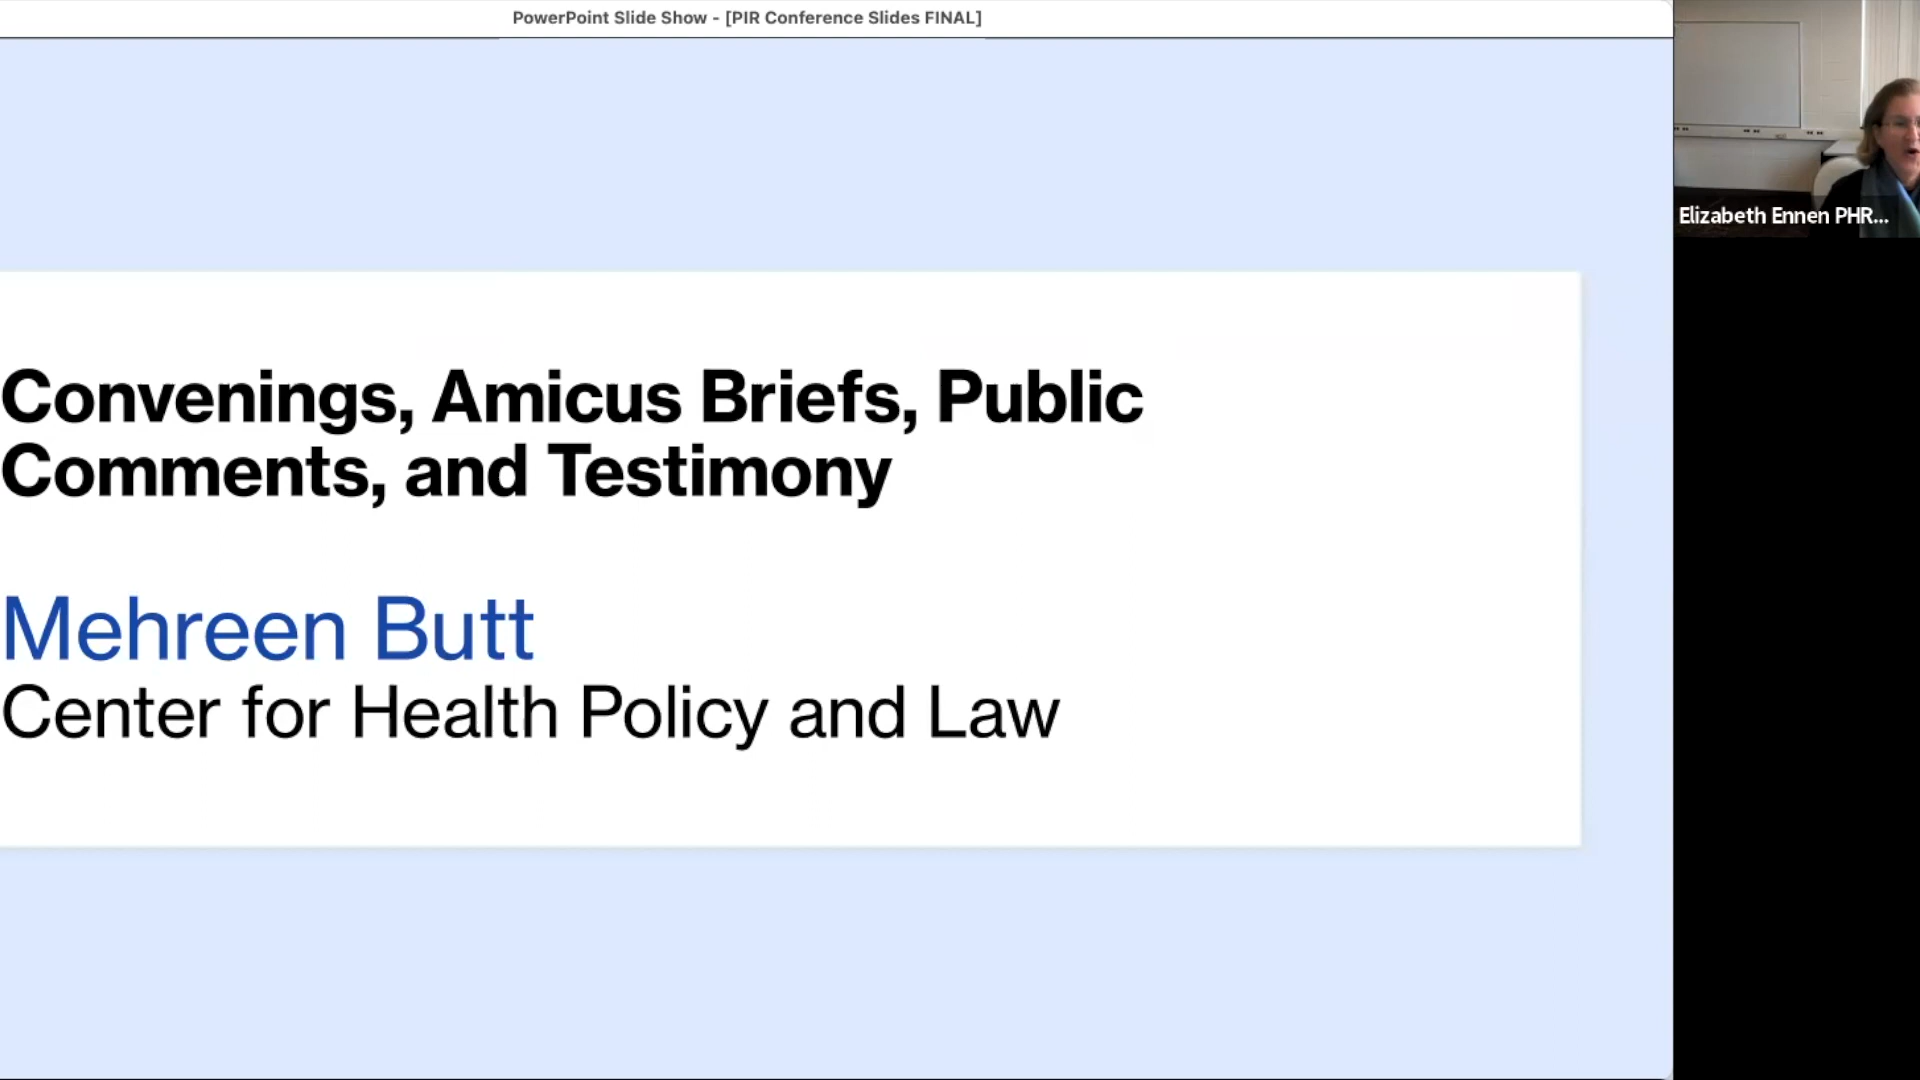 PowerPoint Slide Show - [PIR Conference Slides FINAL]
Elizabeth Ennen PHR...
Convenings, Amicus Briefs, Public
Comments, and Testimony
Mehreen Butt
Center for Health Policy and Law